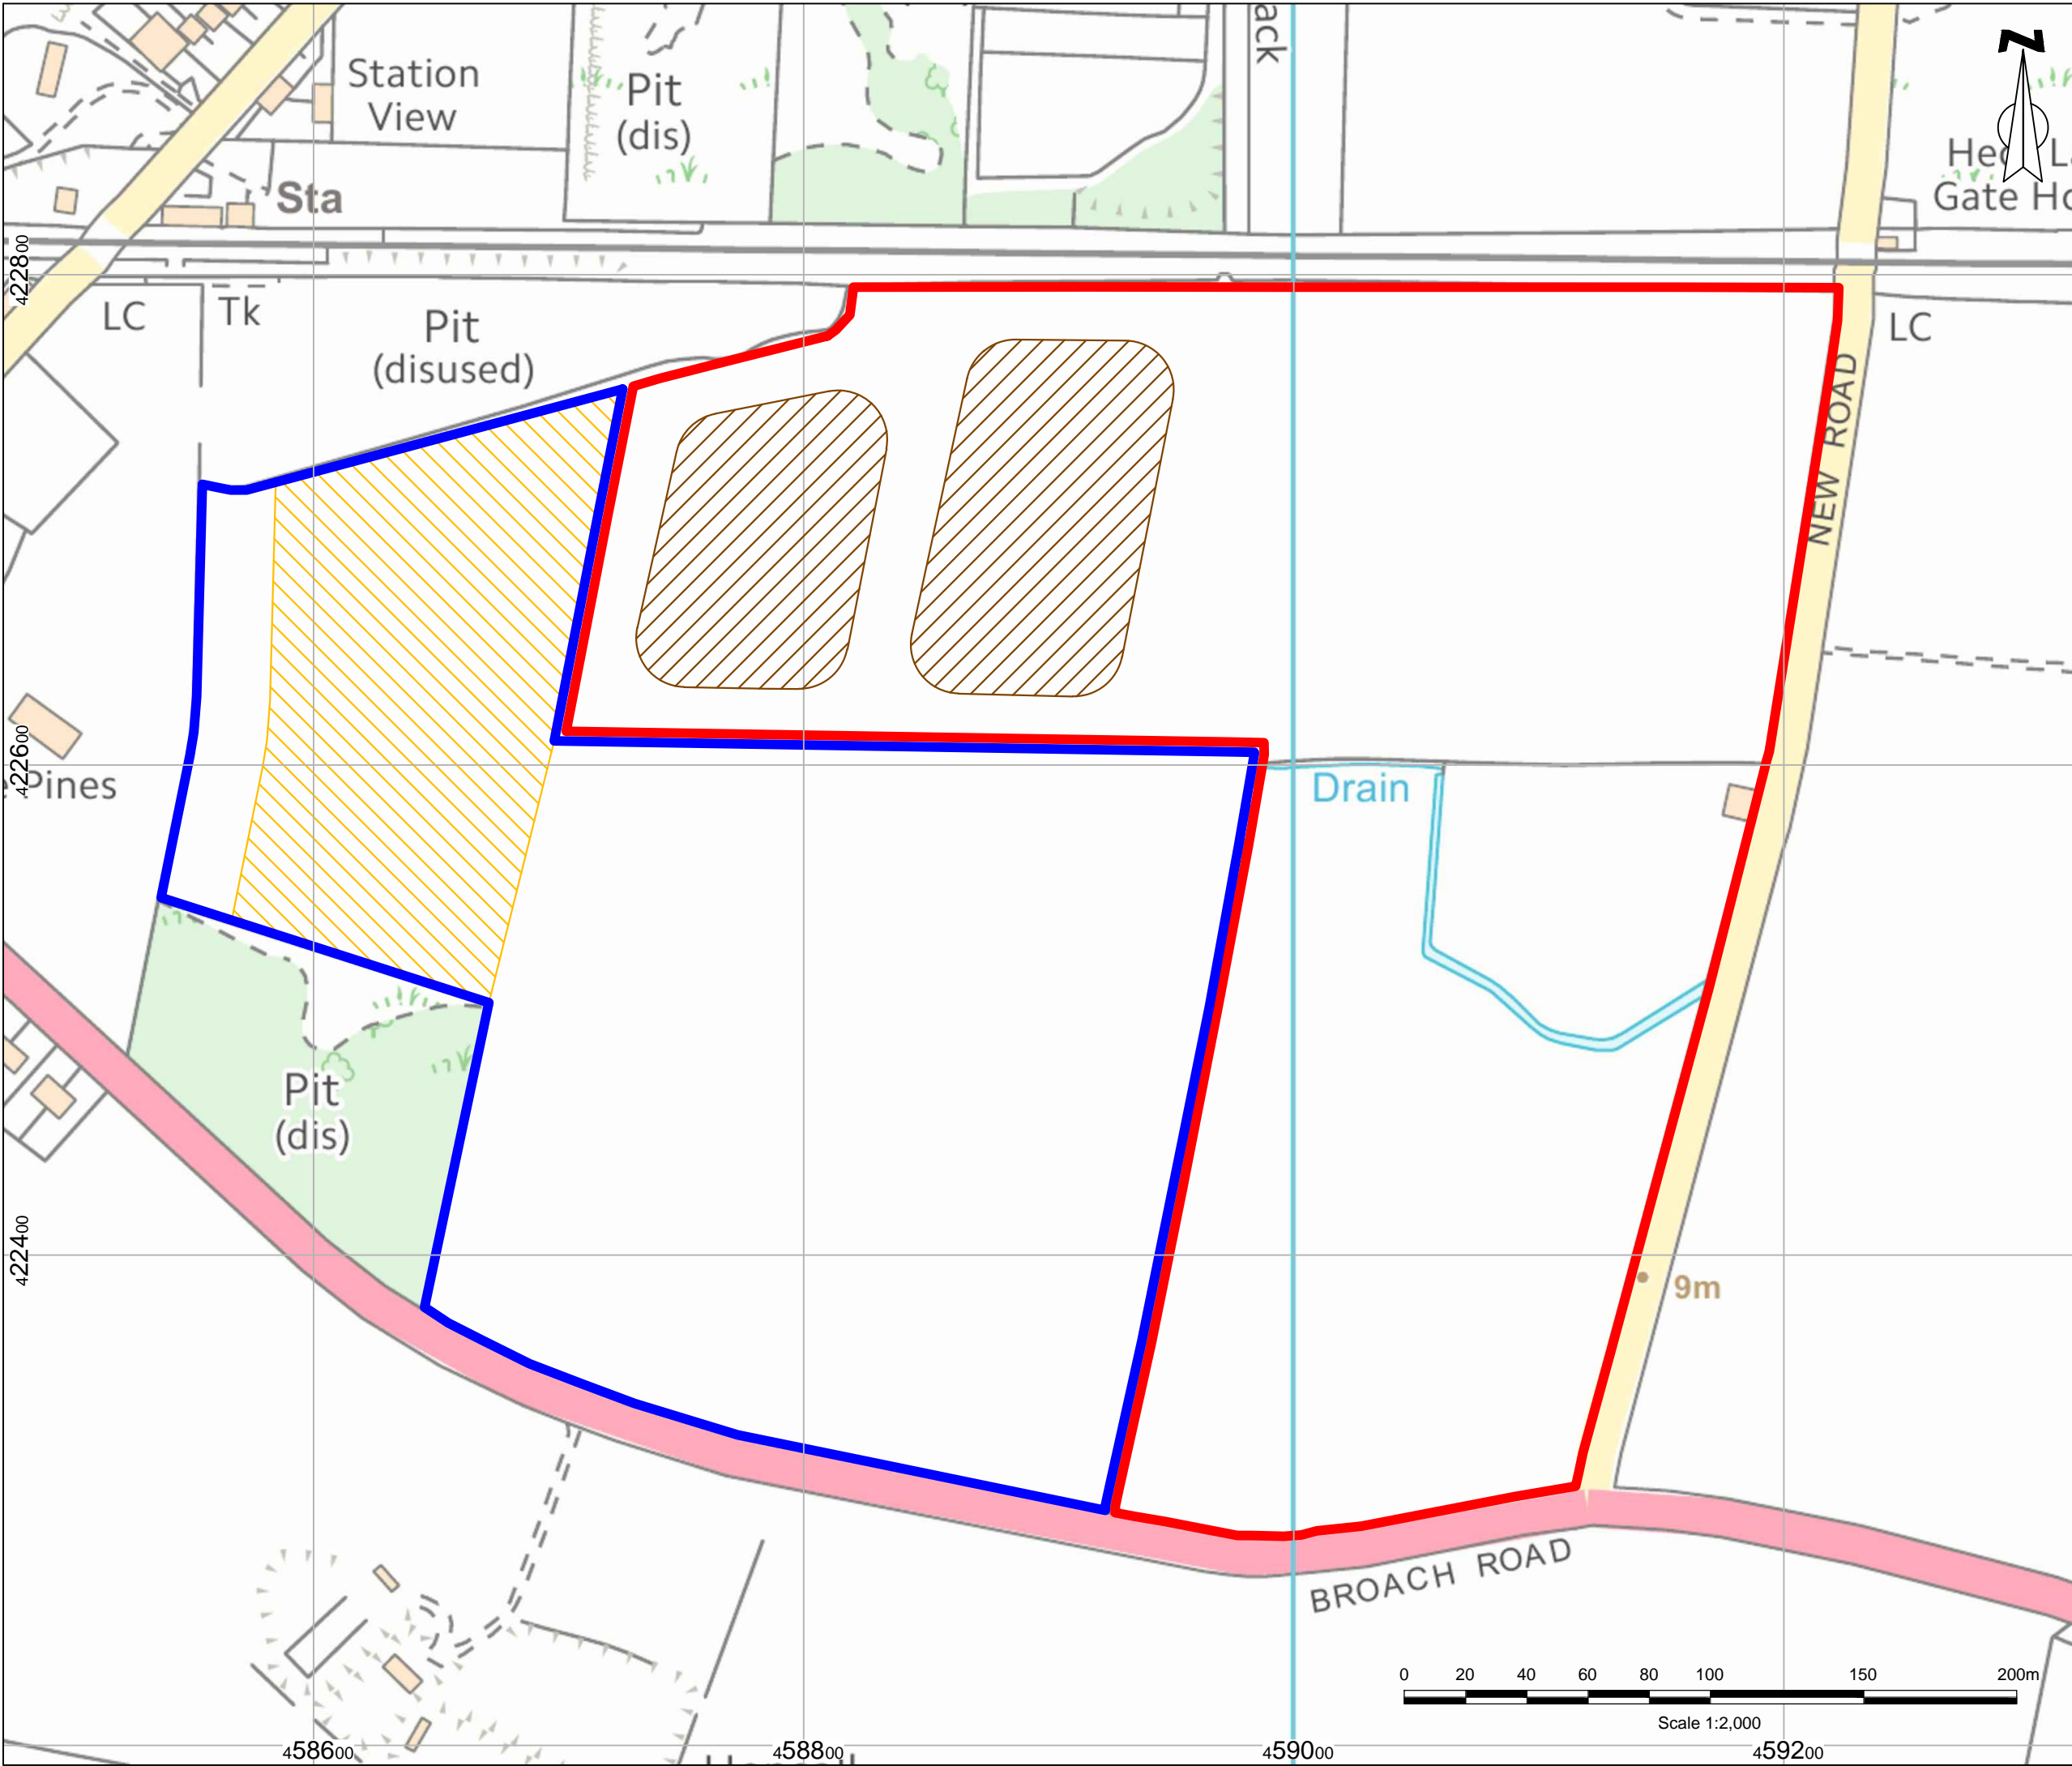 Station
View
Pit
(dis)
ack
N
Sta
Gate Ho
422800
LC
Tk
Pit
(disused)
LC
NEW ROAD
422600
Pines
Drain
Pit
(dis)
422400
9m
BROACH ROAD
0 20 40 60 80 100 150 200m
Scale 1:2,000
458600 458800 459000 459200